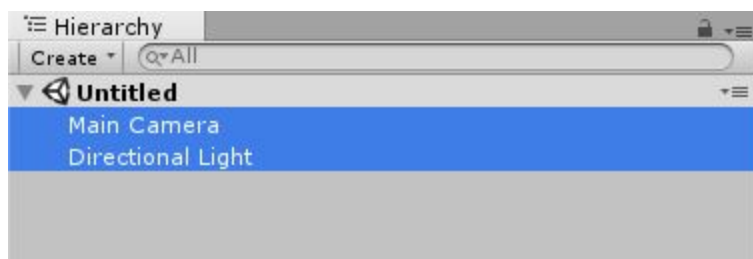 Hierarchy
Create All
Untitled
Main Camera
Directional Light